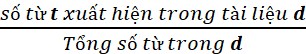 số từ t xuất hiện trong tài liệu d
Tổng số từ trong d